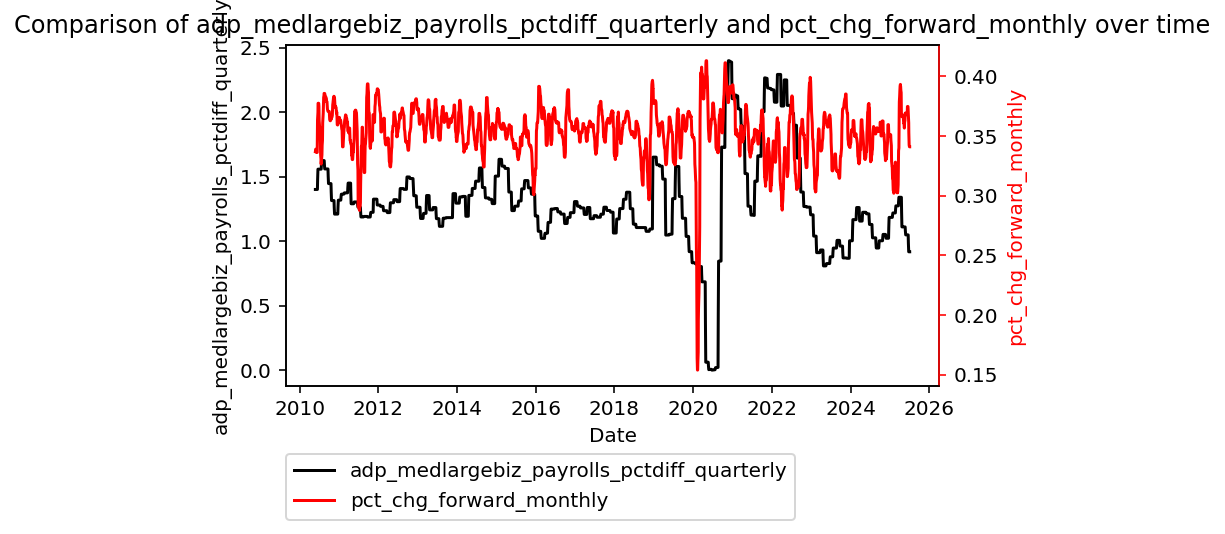 Comparison of adp_medlargebiz_payrolls_pctdiff_quarterly and pct_chg_forward_monthly over time
adp_medlargebiz_payrolls_pctdiff_quarterly
2.5
2.0
1.5
1.0
0.5
0.0
0.40
0.35
0.30
0.25
0.20
0.15
pct_chg_forward_monthly
2010 2012 2014 2016 2018 2020 2022 2024 2026
Date
adp_medlargebiz_payrolls_pctdiff_quarterly
pct_chg_forward_monthly